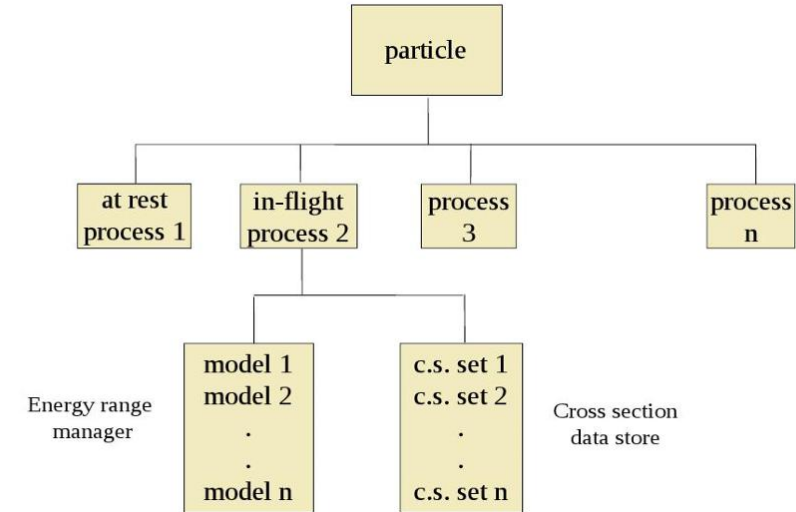 particle
at rest
process 1
in-flight
process 2
process
3
process
n
model 1
model 2
.
.
model n
c.s. set 1
c.s. set 2
.
.
c.s. set n
Energy range
manager
Cross section
data store